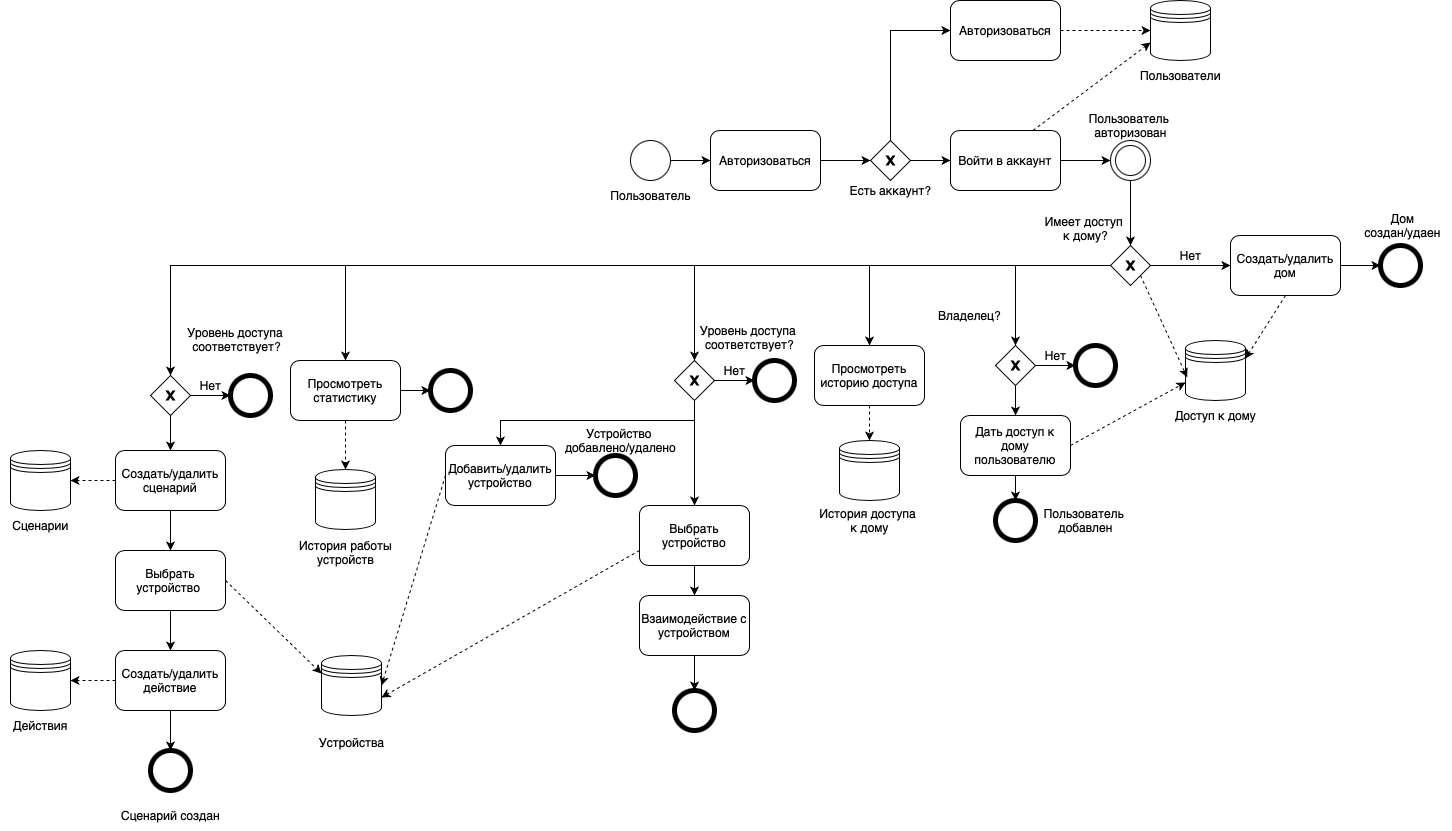 Авторизоваться
Пользователи
Пользователь
авторизован
Авторизоваться
X
Войти в аккаунт
Пользователь
Есть аккаунт?
Имеет доступ
к дому?
Дом
создан/удаен
X
Нет
Создать/удалить
дом
Уровень доступа
соответствует?
Уровень доступа
соответствует?
Владелец?
X
Нет
Просмотреть
статистику
X
Нет
Просмотреть
историю доступа
X
Нет
Доступ к дому
Устройство
добавлено/удалено
Дать доступ к
дому
пользователю
Создать/удалить
сценарий
Добавить/удалить
устройство
Сценарии
История работы
устройств
Выбрать
устройство
История доступа
к дому
Пользователь
добавлен
Выбрать
устройство
Взаимодействие с
устройством
Создать/удалить
действие
Действия
Устройства
Сценарий создан